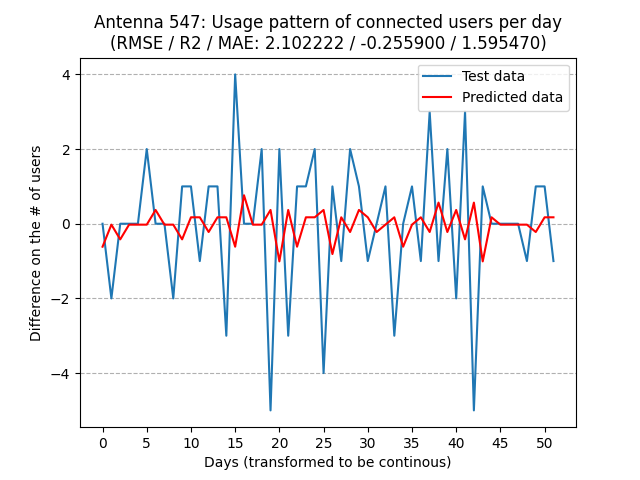 Antenna 547: Usage pattern of connected users per day
(RMSE / R2 / MAE: 2.102222 / -0.255900 / 1.595470)
Test data
Predicted data
Difference on the # of users
4
2
0
−2
−4
0 5 10 15 20 25 30 35 40 45 50
Days (transformed to be continous)